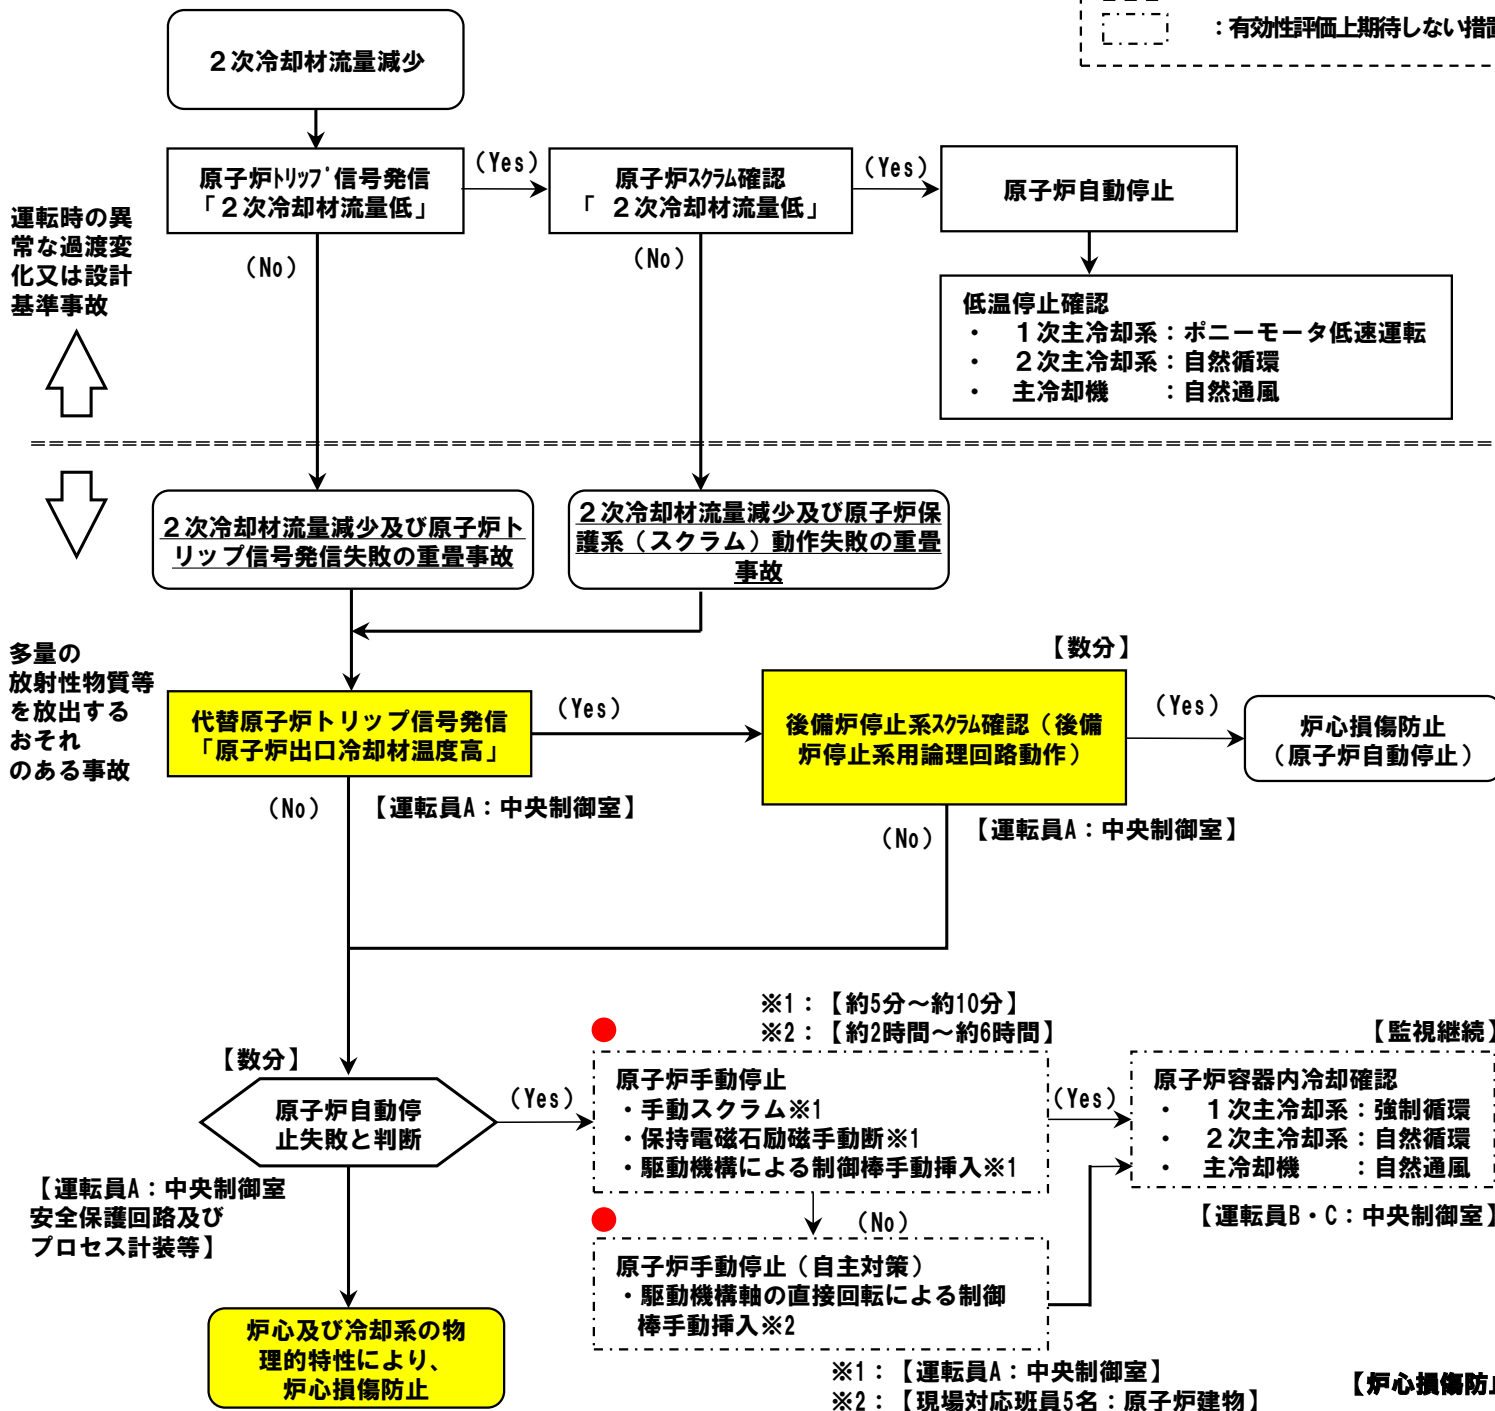 ：有効性評価上期待しない措置
２次冷却材流量減少
原子炉ﾄﾘｯﾌﾟ信号発信
「２次冷却材流量低」
（Yes）
原子炉ｽｸﾗﾑ確認
「 ２次冷却材流量低」
（Yes）
原子炉自動停止
運転時の異
常な過渡変
化又は設計
基準事故
（No）
（No）
低温停止確認
・ １次主冷却系：ポニーモータ低速運転
・ ２次主冷却系：自然循環
・ 主冷却機 ：自然通風
２次冷却材流量減少及び原子炉ト
リップ信号発信失敗の重畳事故
２次冷却材流量減少及び原子炉保
護系（スクラム）動作失敗の重畳
事故
多量の
放射性物質等
を放出する
おそれ
のある事故
【数分】
代替原子炉トリップ信号発信
「原子炉出口冷却材温度高」
（Yes）
後備炉停止系ｽｸﾗﾑ確認（後備
炉停止系用論理回路動作）
（Yes）
炉心損傷防止
（原子炉自動停止）
（No）
【運転員A：中央制御室】
（No）
【運転員A：中央制御室】
※1：【約5分～約10分】
※2：【約2時間～約6時間】
【監視継続】
【数分】
原子炉自動停
止失敗と判断
（Yes）
原子炉手動停止
・手動スクラム※1
・保持電磁石励磁手動断※1
・駆動機構による制御棒手動挿入※1
（Yes）
原子炉容器内冷却確認
・ １次主冷却系：強制循環
・ ２次主冷却系：自然循環
・ 主冷却機 ：自然通風
【運転員A：中央制御室
安全保護回路及び
プロセス計装等】
（No）
【運転員B・C：中央制御室】
原子炉手動停止（自主対策）
・駆動機構軸の直接回転による制御
棒手動挿入※2
炉心及び冷却系の物
理的特性により、
炉心損傷防止
※1：【運転員A：中央制御室】
※2：【現場対応班員5名：原子炉建物】
【炉心損傷防止